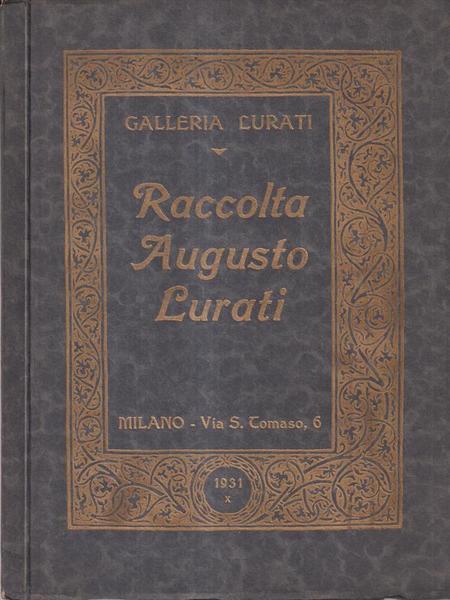 GALLERIA LURATI
Raccolta
Augusto
Lurati
MILANO - Via S. Tomaso, 6
1931
X